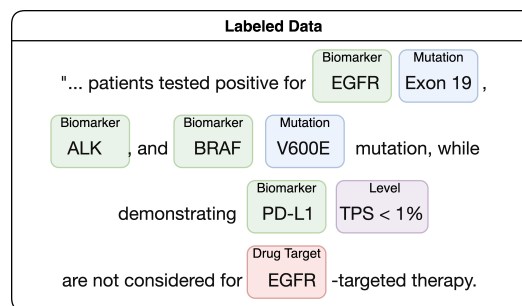 Labeled Data
Biomarker Mutation
"... patients tested positive for EGFR Exon 19 ,
Biomarker Biomarker Mutation
ALK , and BRAF V600E mutation, while
Biomarker Level
demonstrating PD-L1 TPS < 1%
Drug Target
are not considered for EGFR -targeted therapy.